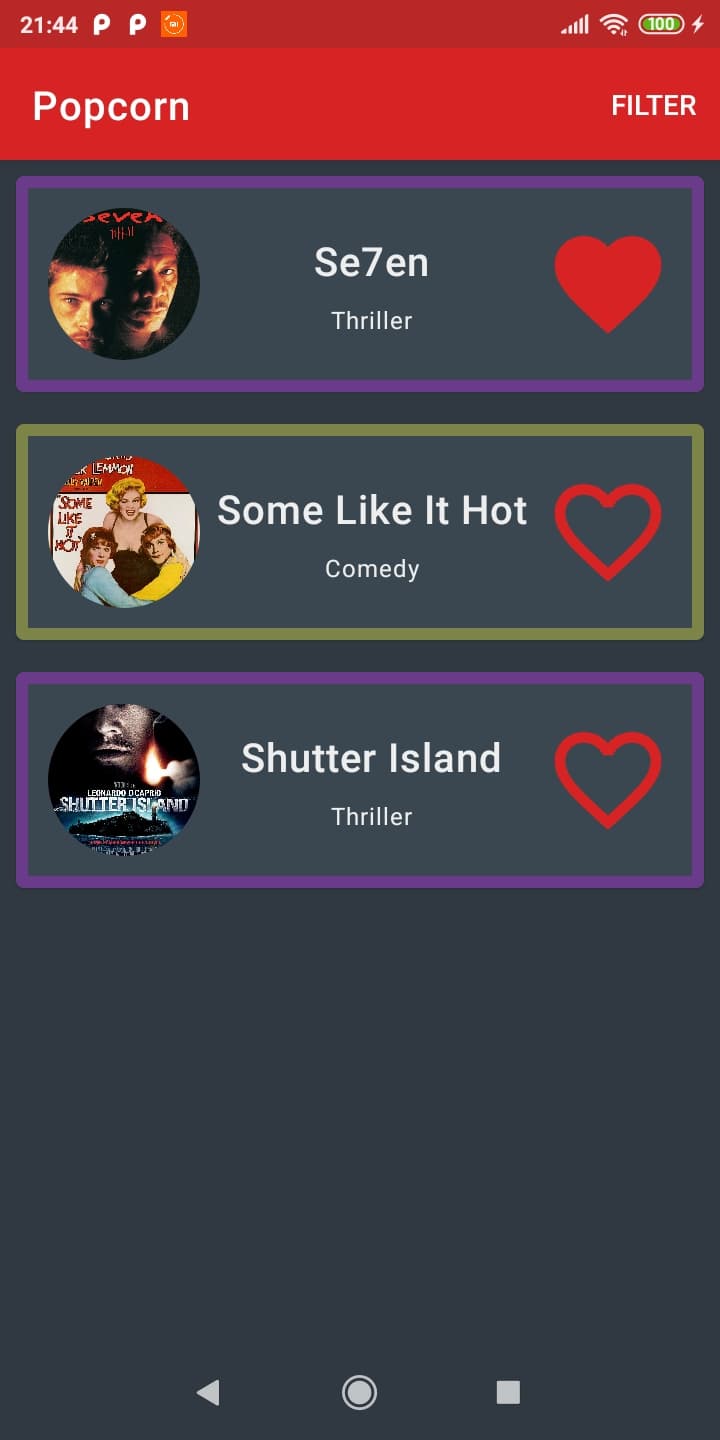 21:44
100
Popcorn
FILTER
SEVEN
Se7en
Thriller
LEMMON
SOME
LIKE
IT
HOT
Some Like It Hot
Comedy
LEONARDO DICAPRIO
SHUTTER ISLAND
Shutter Island
Thriller